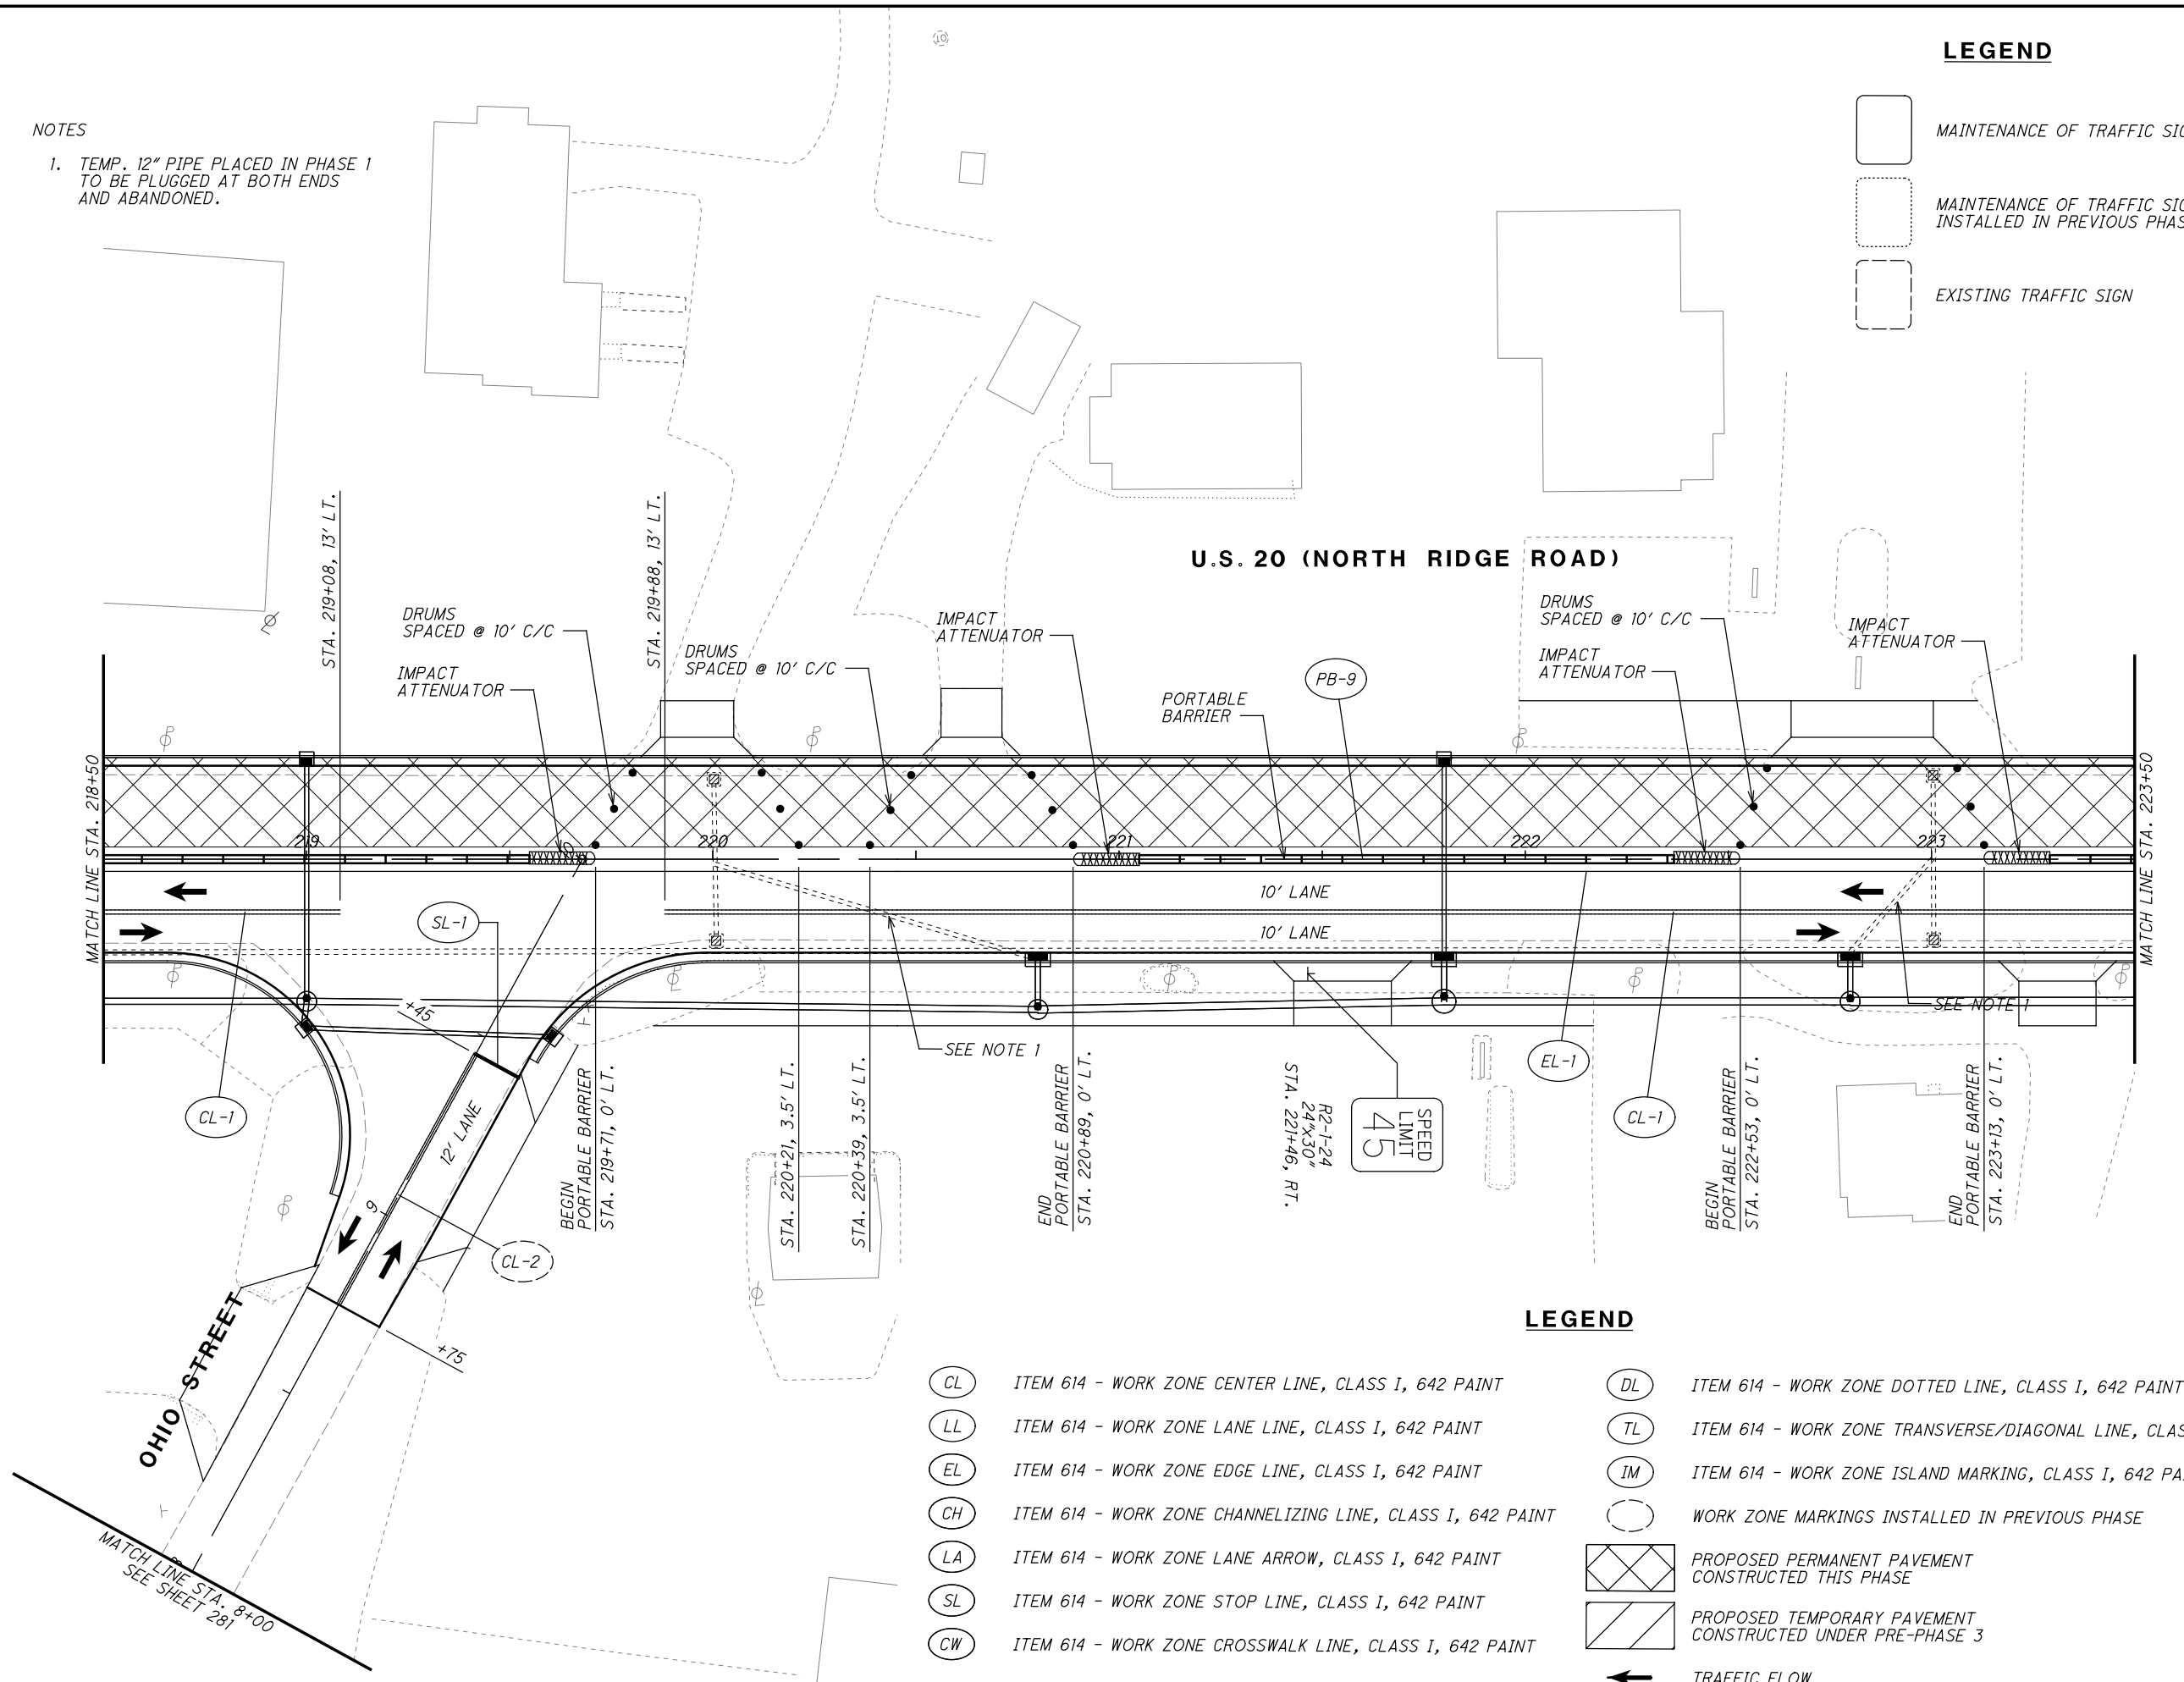 LEGEND
MAINTENANCE OF TRAFFIC
MAINTENANCE OF TRAFFIC
INSTALLED IN PREVIOUS
EXISTING TRAFFIC SIGN
10
NOTES
1. TEMP. 12" PIPE PLACED IN PHASE 1
TO BE PLUGGED AT BOTH ENDS
AND ABANDONED.
U.S. 20 (NORTH RIDGE ROAD)
STA. 219+08, 13' LT.
STA. 219+88, 13' LT.
DRUMS
SPACED @ 10' C/C
IMPACT
ATTENUATOR
DRUMS
SPACED @ 10' C/C
IMPACT
ATTENUATOR
PORTABLE
BARRIER
PB-9
DRUMS
SPACED @ 10' C/C
IMPACT
ATTENUATOR
IMPACT
ATTENUATOR
MATCH LINE STA. 218+50
MATCH LINE STA. 223+50
219
220
221
222
223
10' LANE
10' LANE
SL-1
+45
SEE NOTE 1
SEE NOTE 1
CL-1
EL-1
CL-1
12' LANE
9
CL-2
+75
BEGIN
PORTABLE BARRIER
STA. 219+71, 0' LT.
STA. 220+21, 3.5' LT.
STA. 220+39, 3.5' LT.
END
PORTABLE BARRIER
STA. 220+89, 0' LT.
R2-1-24
24"x30"
STA. 221+46, RT.
SPEED
LIMIT
45
BEGIN
PORTABLE BARRIER
STA. 222+53, 0' LT.
END
PORTABLE BARRIER
STA. 223+13, 0' LT.
OHIO STREET
MATCH LINE STA. 8+00
SEE SHEET 281
8
LEGEND
CL ITEM 614 - WORK ZONE CENTER LINE, CLASS I, 642 PAINT
LL ITEM 614 - WORK ZONE LANE LINE, CLASS I, 642 PAINT
EL ITEM 614 - WORK ZONE EDGE LINE, CLASS I, 642 PAINT
CH ITEM 614 - WORK ZONE CHANNELIZING LINE, CLASS I, 642 PAINT
LA ITEM 614 - WORK ZONE LANE ARROW, CLASS I, 642 PAINT
SL ITEM 614 - WORK ZONE STOP LINE, CLASS I, 642 PAINT
CW ITEM 614 - WORK ZONE CROSSWALK LINE, CLASS I, 642 PAINT
DL ITEM 614 - WORK ZONE DOTTED LINE, CLASS I, 642 PAINT
TL ITEM 614 - WORK ZONE TRANSVERSE/DIAGONAL LINE,
IM ITEM 614 - WORK ZONE ISLAND MARKING, CLASS I, 642
WORK ZONE MARKINGS INSTALLED IN PREVIOUS PHASE
PROPOSED PERMANENT PAVEMENT
CONSTRUCTED THIS PHASE
PROPOSED TEMPORARY PAVEMENT
CONSTRUCTED UNDER PRE-PHASE 3
TRAFFIC FLOW